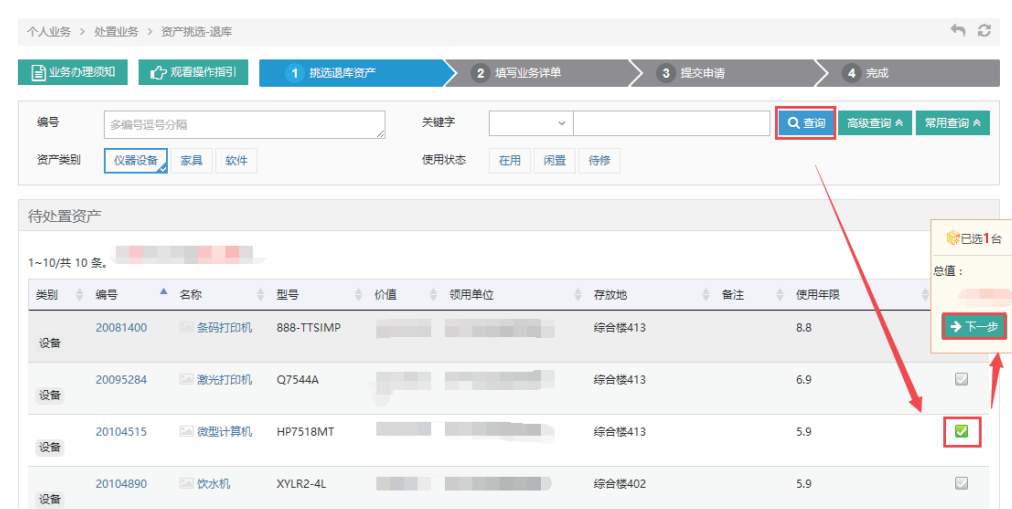 个人业务 > 处置业务 > 资产挑选-退库
业务办理须知 观看操作指引 1 挑选退库资产 2 填写业务详单 3 提交申请 4 完成
编号 多编号逗号分隔 关键字 查询 高级查询 常用查询
资产类别 仪器设备 家具 软件 使用状态 在用 闲置 待修
待处置资产
已选1台
1~10/共 10 条。
总值：
类别 编号 名称 型号 价值 领用单位 存放地 备注 使用年限
下一步
设备 20081400 条码打印机 888-TTSIMP 综合楼413 8.8
设备 20095284 激光打印机 Q7544A 综合楼413 6.9
设备 20104515 微型计算机 HP7518MT 综合楼413 5.9
设备 20104890 饮水机 XYLR2-4L 综合楼402 5.9